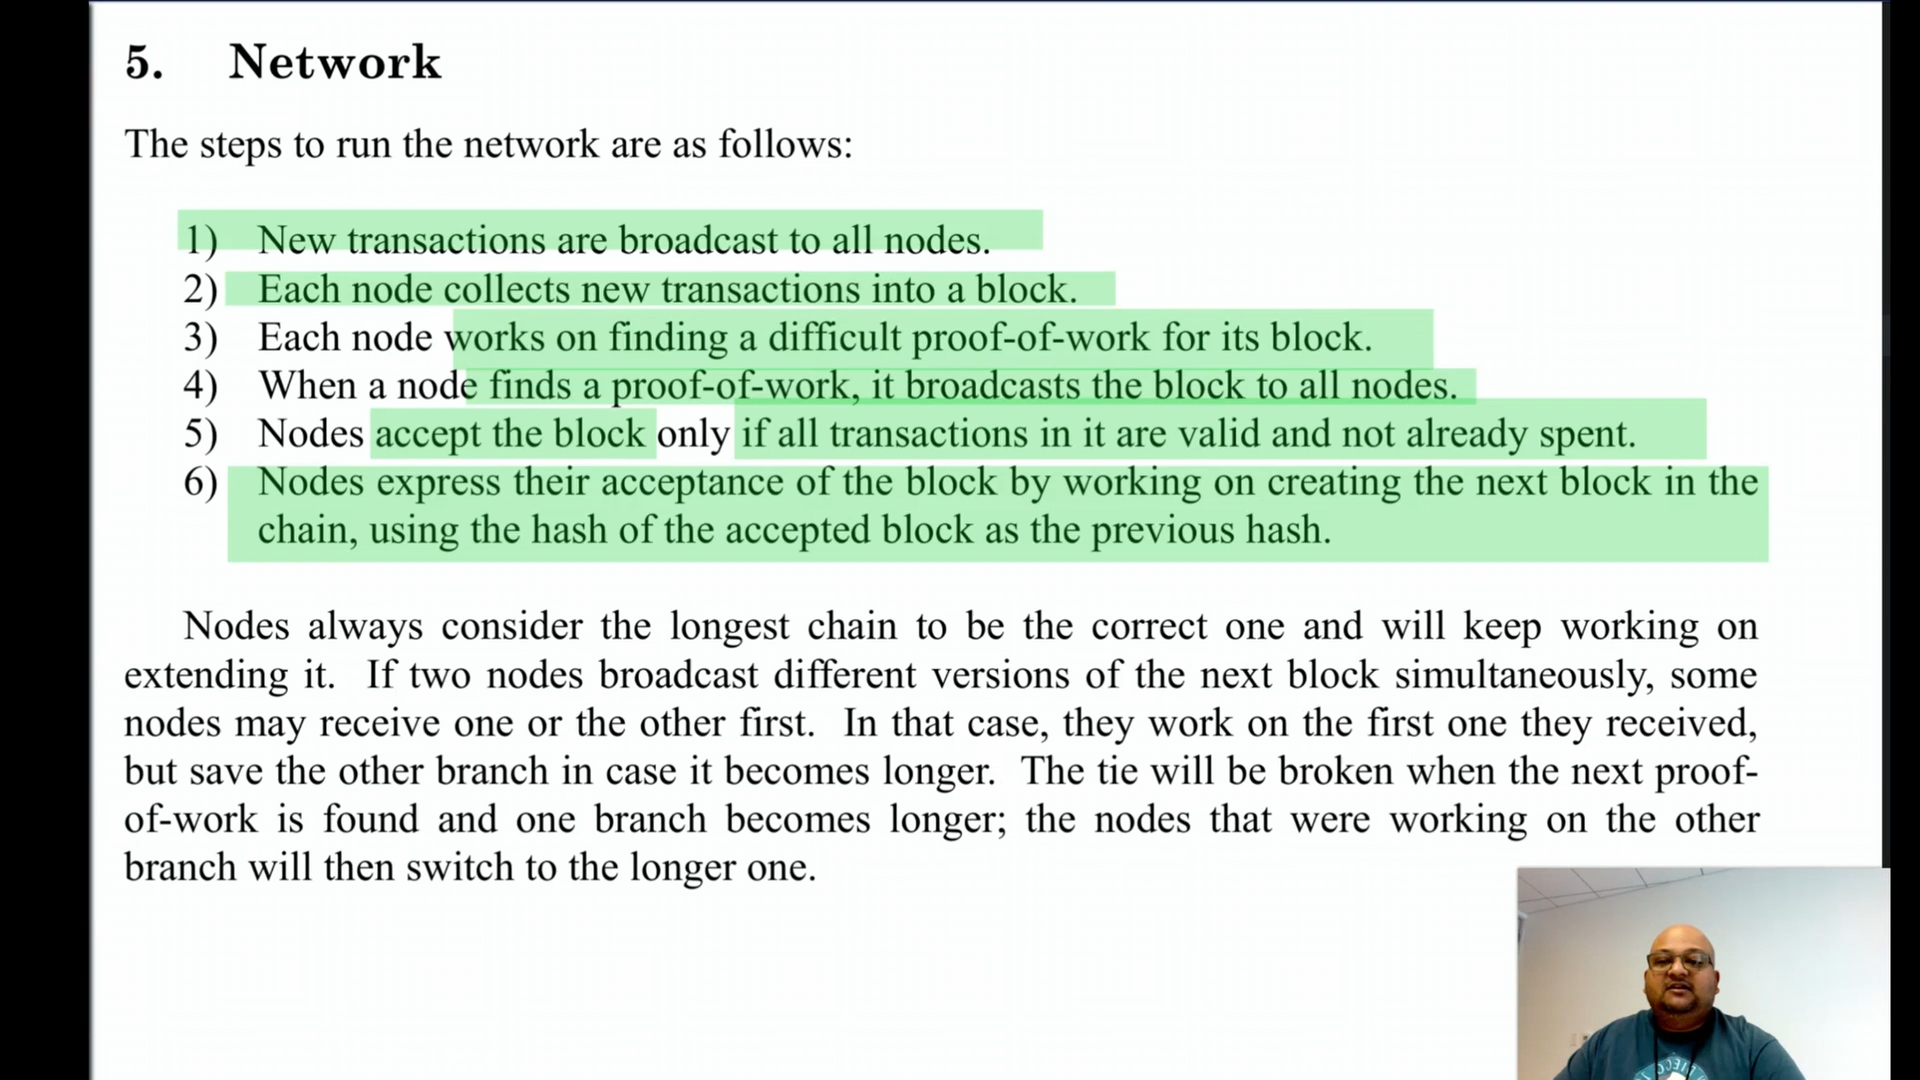 5. Network
The steps to run the network are as follows:
1) New transactions are broadcast to all nodes.
2) Each node collects new transactions into a block.
3) Each node works on finding a difficult proof-of-work for its block.
4) When a node finds a proof-of-work, it broadcasts the block to all nodes.
5) Nodes accept the block only if all transactions in it are valid and not already spent.
6) Nodes express their acceptance of the block by working on creating the next block in the
chain, using the hash of the accepted block as the previous hash.
Nodes always consider the longest chain to be the correct one and will keep working on
extending it. If two nodes broadcast different versions of the next block simultaneously, some
nodes may receive one or the other first. In that case, they work on the first one they received,
but save the other branch in case it becomes longer. The tie will be broken when the next proof-
of-work is found and one branch becomes longer; the nodes that were working on the other
branch will then switch to the longer one.